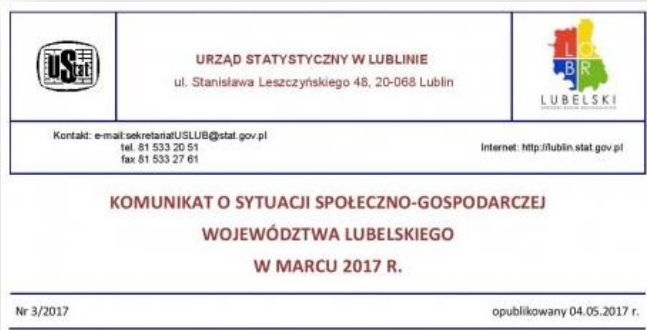 UStat
URZĄD STATYSTYCZNY W LUBLINIE
ul. Stanisława Leszczyńskiego 48, 20-068 Lublin
L O
B R
LUBELSKI
Kontakt: e-mail:sekretariatUSLUB@stat.gov.pl
tel. 81 533 20 51
fax 81 533 27 61
Internet: http://lublin.stat.gov.pl
KOMUNIKAT O SYTUACJI SPOŁECZNO-GOSPODARCZEJ
WOJEWÓDZTWA LUBELSKIEGO
W MARCU 2017 R.
Nr 3/2017
opublikowany 04.05.2017 r.